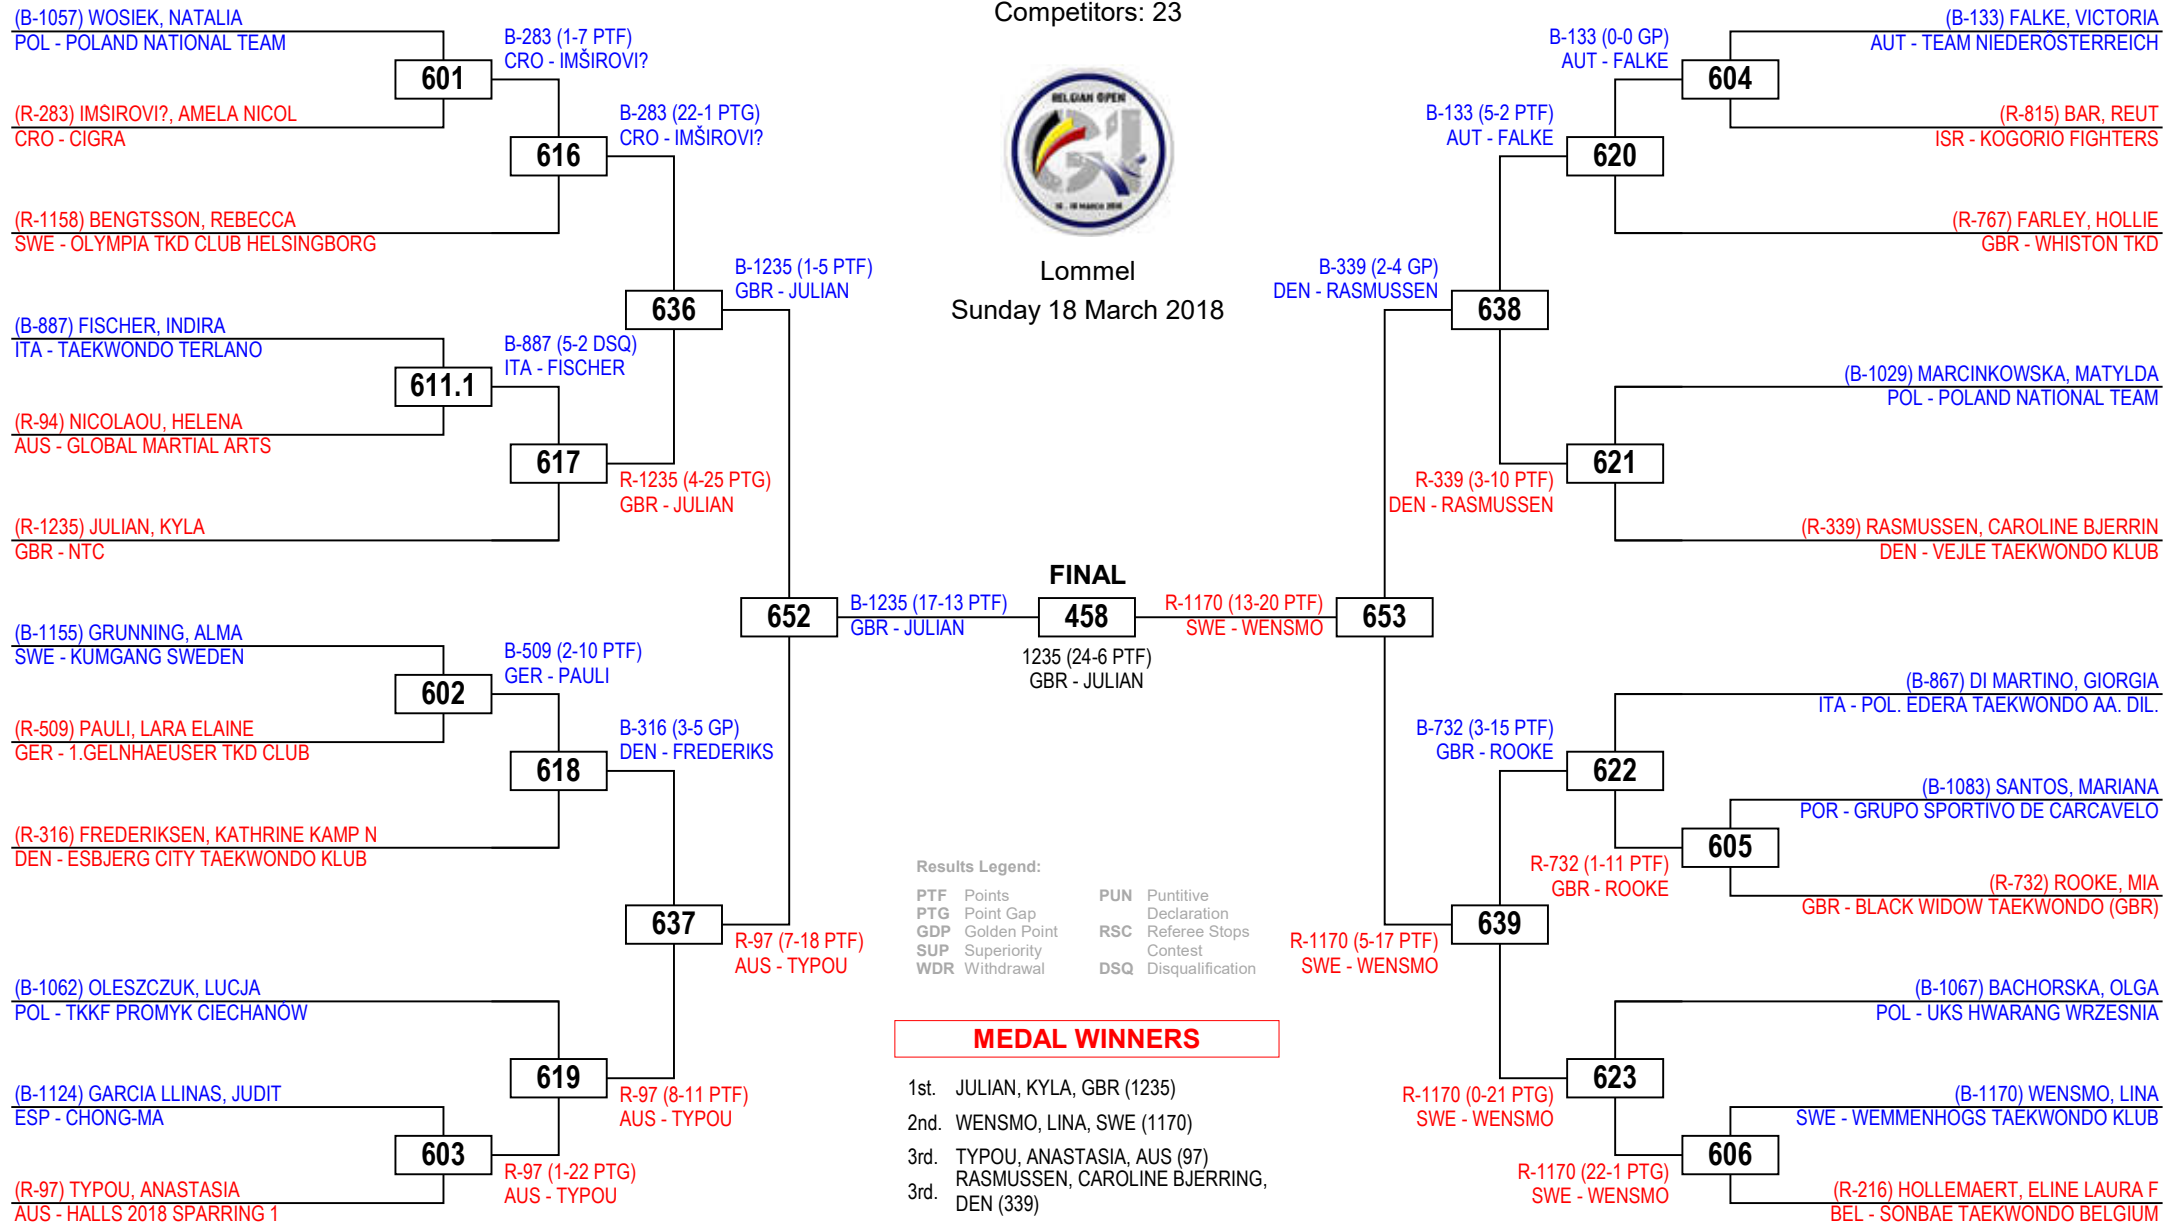 Competitors: 23
BELGIAN OPEN
Lommel
Sunday 18 March 2018
(B-1057) WOSIEK, NATALIA
POL - POLAND NATIONAL TEAM
601
(R-283) IMŠIROVI?, AMELA NICOL
CRO - CIGRA
B-283 (1-7 PTF)
CRO - IMŠIROVI?
616
(R-1158) BENGTSSON, REBECCA
SWE - OLYMPIA TKD CLUB HELSINGBORG
B-283 (22-1 PTG)
CRO - IMŠIROVI?
636
(B-887) FISCHER, INDIRA
ITA - TAEKWONDO TERLANO
611.1
(R-94) NICOLAOU, HELENA
AUS - GLOBAL MARTIAL ARTS
B-887 (5-2 DSQ)
ITA - FISCHER
617
(R-1235) JULIAN, KYLA
GBR - NTC
R-1235 (4-25 PTG)
GBR - JULIAN
B-1235 (1-5 PTF)
GBR - JULIAN
652
(B-1155) GRUNNING, ALMA
SWE - KUMGANG SWEDEN
602
(R-509) PAULI, LARA ELAINE
GER - 1.GELNHAEUSER TKD CLUB
B-509 (2-10 PTF)
GER - PAULI
618
(R-316) FREDERIKSEN, KATHRINE KAMP N
DEN - ESBJERG CITY TAEKWONDO KLUB
B-316 (3-5 GP)
DEN - FREDERIKS
637
(B-1062) OLESZCZUK, LUCJA
POL - TKKF PROMYK CIECHANÓW
619
(B-1124) GARCIA LLINAS, JUDIT
ESP - CHONG-MA
603
(R-97) TYPOU, ANASTASIA
AUS - HALLS 2018 SPARRING 1
R-97 (1-22 PTG)
AUS - TYPOU
R-97 (8-11 PTF)
AUS - TYPOU
R-97 (7-18 PTF)
AUS - TYPOU
B-1235 (17-13 PTF)
GBR - JULIAN
FINAL
458
1235 (24-6 PTF)
GBR - JULIAN
R-1170 (13-20 PTF)
SWE - WENSMO
653
(B-133) FALKE, VICTORIA
AUT - TEAM NIEDERÖSTERREICH
604
(R-815) BAR, REUT
ISR - KOGORIO FIGHTERS
B-133 (0-0 GP)
AUT - FALKE
620
(R-767) FARLEY, HOLLIE
GBR - WHISTON TKD
B-133 (5-2 PTF)
AUT - FALKE
638
B-339 (2-4 GP)
DEN - RASMUSSEN
(B-1029) MARCINKOWSKA, MATYLDA
POL - POLAND NATIONAL TEAM
621
(R-339) RASMUSSEN, CAROLINE BJERRIN
DEN - VEJLE TAEKWONDO KLUB
R-339 (3-10 PTF)
DEN - RASMUSSEN
(B-867) DI MARTINO, GIORGIA
ITA - POL. EDERA TAEKWONDO AA. DIL.
622
(B-1083) SANTOS, MARIANA
POR - GRUPO SPORTIVO DE CARCAVELO
605
(R-732) ROOKE, MIA
GBR - BLACK WIDOW TAEKWONDO (GBR)
R-732 (1-11 PTF)
GBR - ROOKE
B-732 (3-15 PTF)
GBR - ROOKE
639
R-1170 (5-17 PTF)
SWE - WENSMO
(B-1067) BACHORSKA, OLGA
POL - UKS HWARANG WRZESNIA
623
(B-1170) WENSMO, LINA
SWE - WEMMENHOGS TAEKWONDO KLUB
606
(R-216) HOLLEMAERT, ELINE LAURA F
BEL - SONBAE TAEKWONDO BELGIUM
R-1170 (22-1 PTG)
SWE - WENSMO
R-1170 (0-21 PTG)
SWE - WENSMO
Results Legend:
PTF Points
PTG Point Gap
GDP Golden Point
SUP Superiority
WDR Withdrawal
PUN Puntitive
Declaration
RSC Referee Stops
Contest
DSQ Disqualification
MEDAL WINNERS
1st. JULIAN, KYLA, GBR (1235)
2nd. WENSMO, LINA, SWE (1170)
3rd. TYPOU, ANASTASIA, AUS (97)
3rd. RASMUSSEN, CAROLINE BJERRING,
DEN (339)